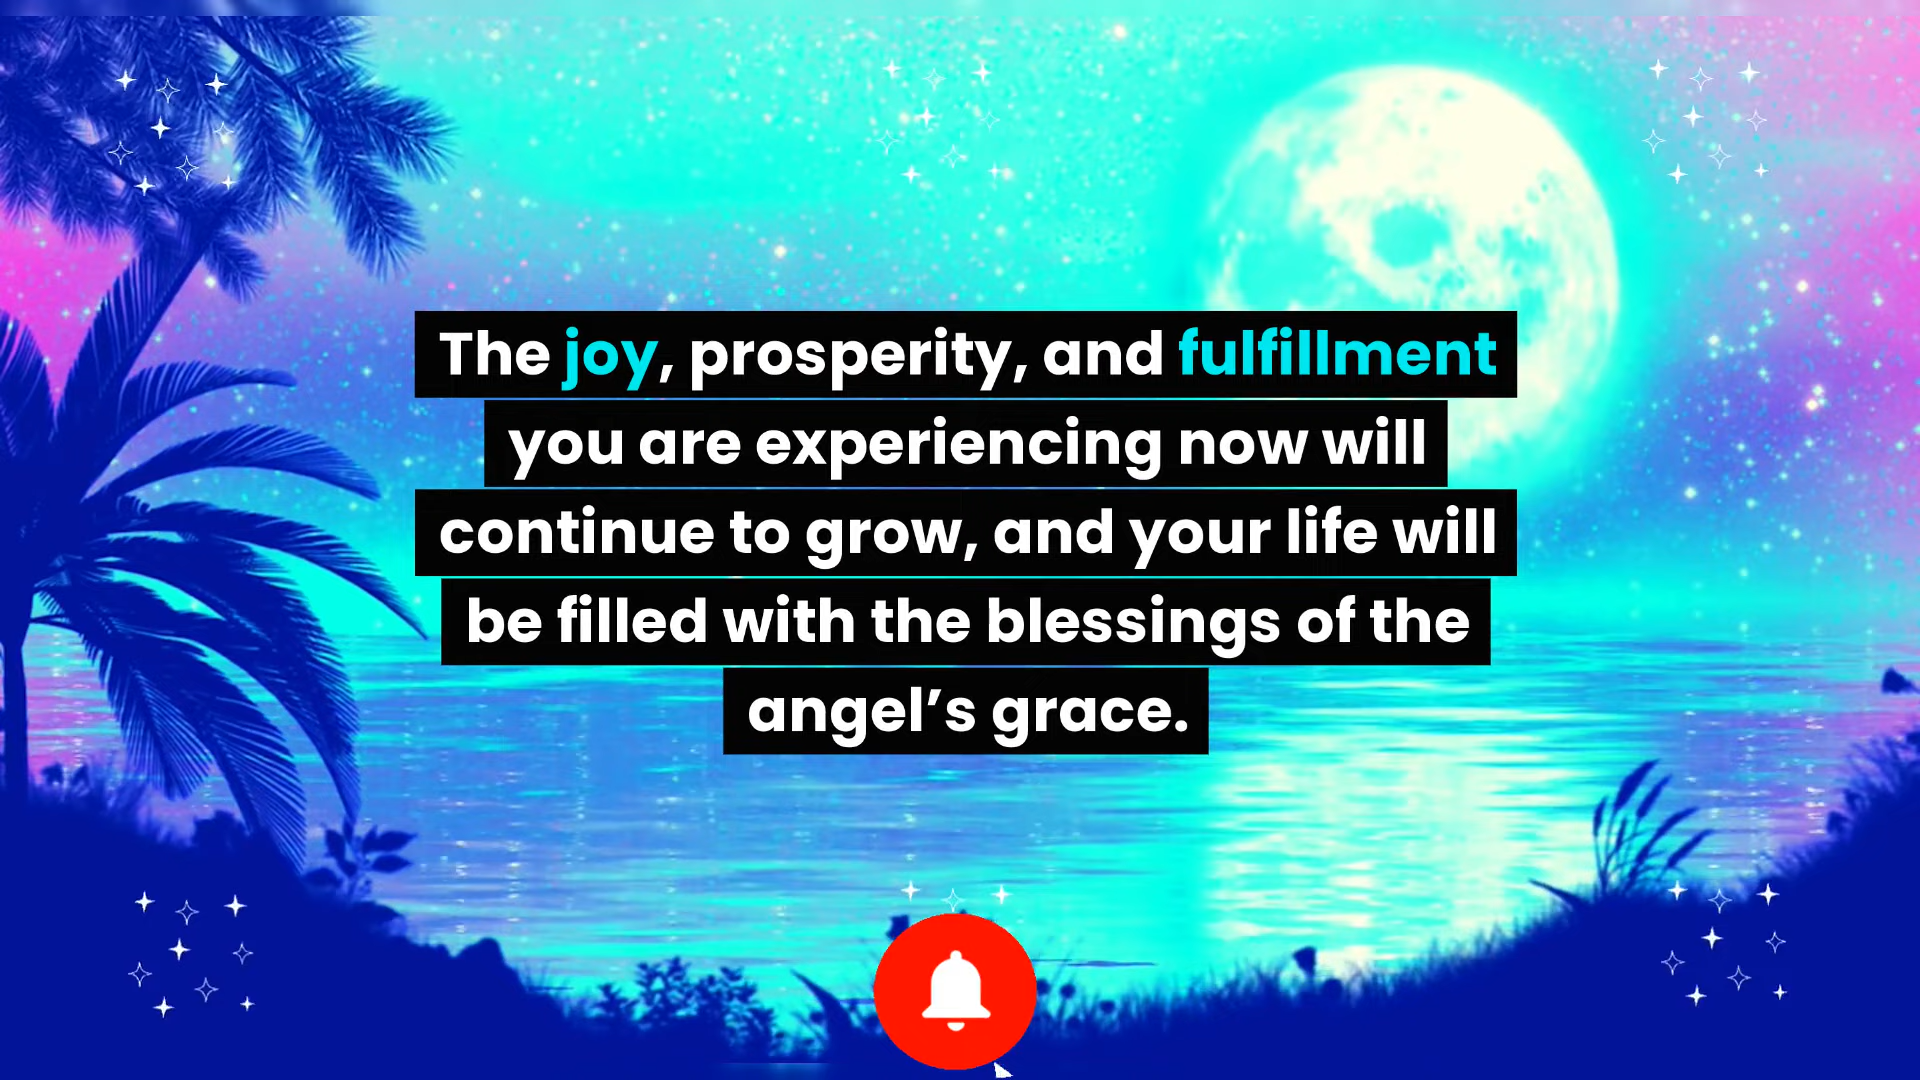 The joy, prosperity, and fulfillment
you are experiencing now will
continue to grow, and your life will
be filled with the blessings of the
angel’s grace.